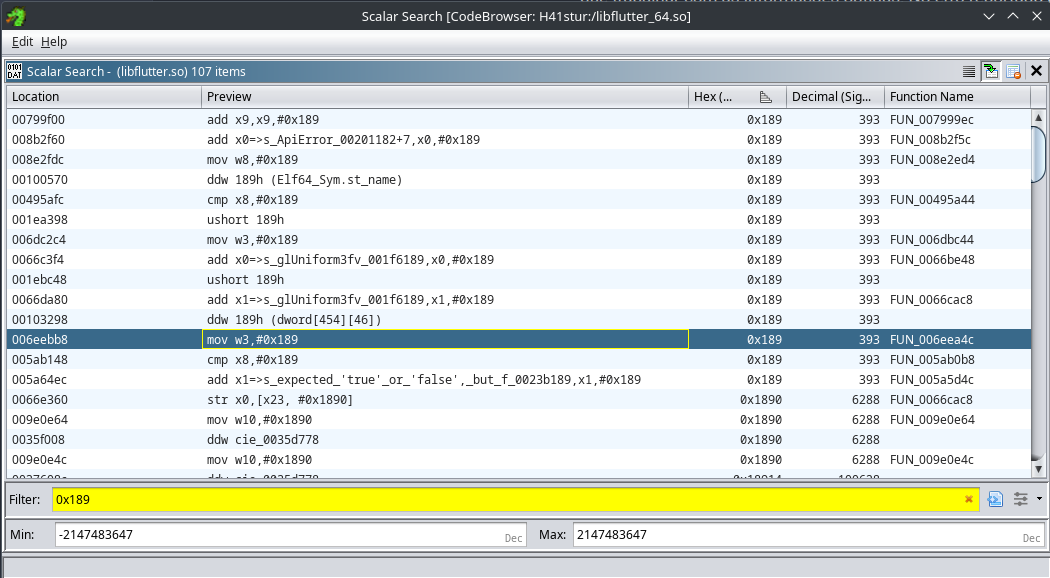 Scalar Search [CodeBrowser: H41stur:/libflutter_64.so]
Edit Help
0101 DAT Scalar Search - (libflutter.so) 107 items
Location Preview Hex (... Decimal (Sig... Function Name
00799f00 add x9,x9,#0x189 0x189 393 FUN_007999ec
008b2f60 add x0=>s_ApiError_00201182+7,x0,#0x189 0x189 393 FUN_008b2f5c
008e2fdc mov w8,#0x189 0x189 393 FUN_008e2ed4
00100570 ddw 189h (Elf64_Sym.st_name) 0x189 393
00495afc cmp x8,#0x189 0x189 393 FUN_00495a44
001ea398 ushort 189h 0x189 393
006dc2c4 mov w3,#0x189 0x189 393 FUN_006dbc44
0066c3f4 add x0=>s_glUniform3fv_001f6189,x0,#0x189 0x189 393 FUN_0066be48
001ebc48 ushort 189h 0x189 393
0066da80 add x1=>s_glUniform3fv_001f6189,x1,#0x189 0x189 393 FUN_0066cac8
00103298 ddw 189h (dword[454][46]) 0x189 393
006eebb8 mov w3,#0x189 0x189 393 FUN_006eea4c
005ab148 cmp x8,#0x189 0x189 393 FUN_005ab0b8
005a64ec add x1=>s_expected_'true'_or_'false',_but_f_0023b189,x1,#0x189 0x189 393 FUN_005a5d4c
0066e360 str x0,[x23, #0x1890] 0x1890 6288 FUN_0066cac8
009e0e64 mov w10,#0x1890 0x1890 6288 FUN_009e0e64
0035f008 ddw cie_0035d778 0x1890 6288
009e0e4c mov w10,#0x1890 0x1890 6288 FUN_009e0e4c
Filter: 0x189
Min: -2147483647 Dec Max: 2147483647 Dec